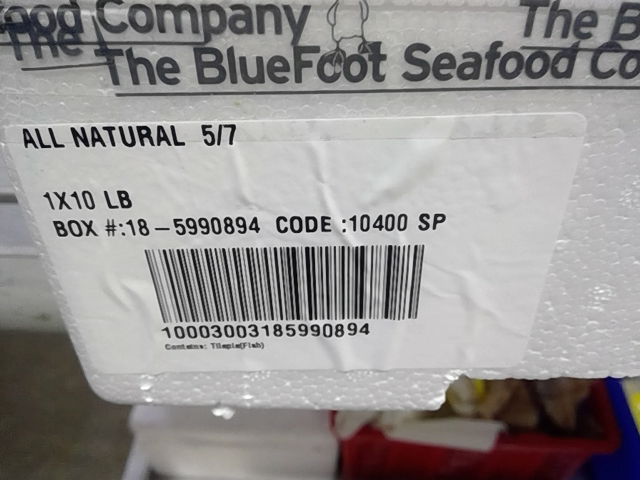 ood Company The B
The The BlueFoot Seafood Co
ALL NATURAL 5/7
1X10 LB
BOX #:18-5990894 CODE :10400 SP
10003003185990894
Contains: Tilapia(Fish)